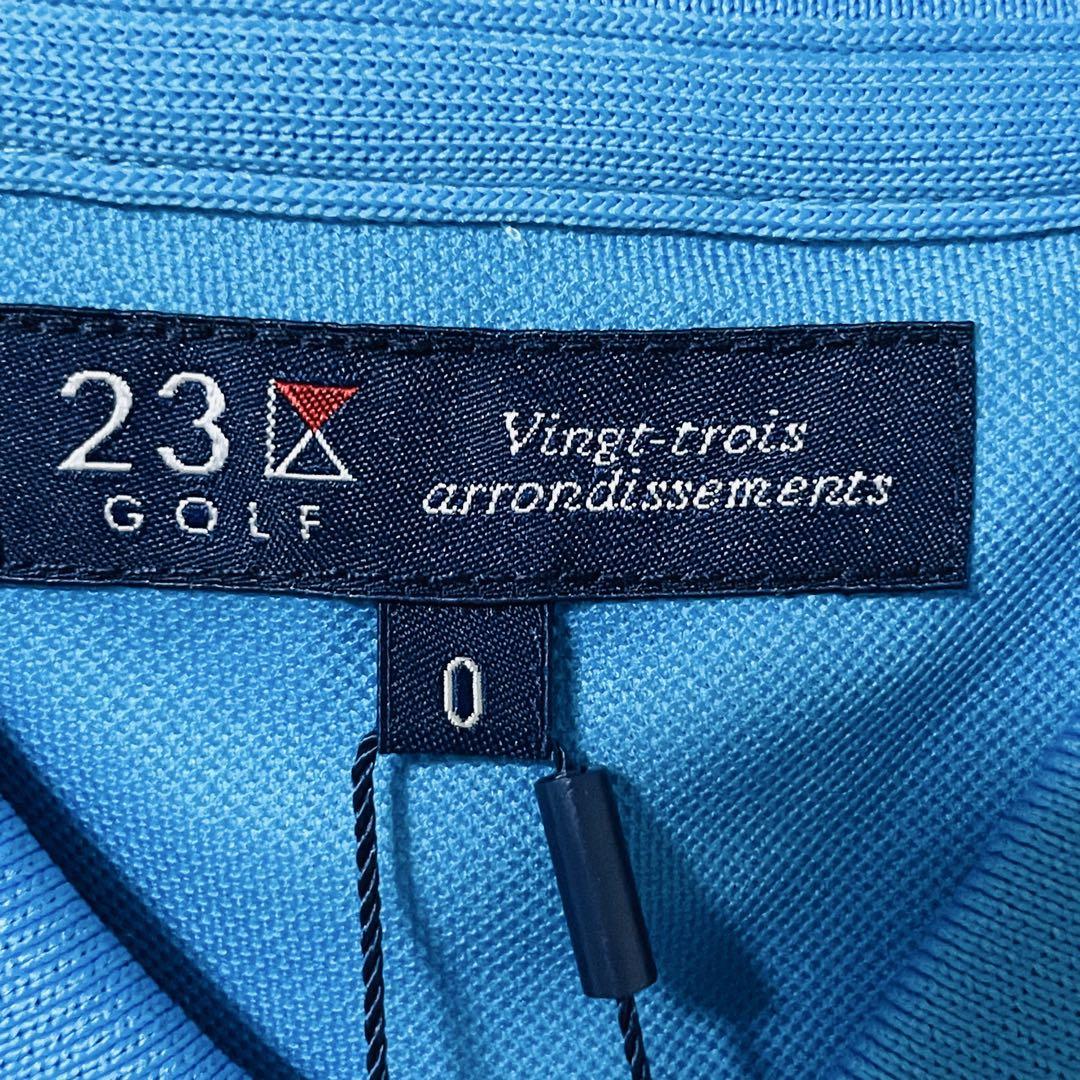 23
GOLF
Vingt-trois
arrondissements
0